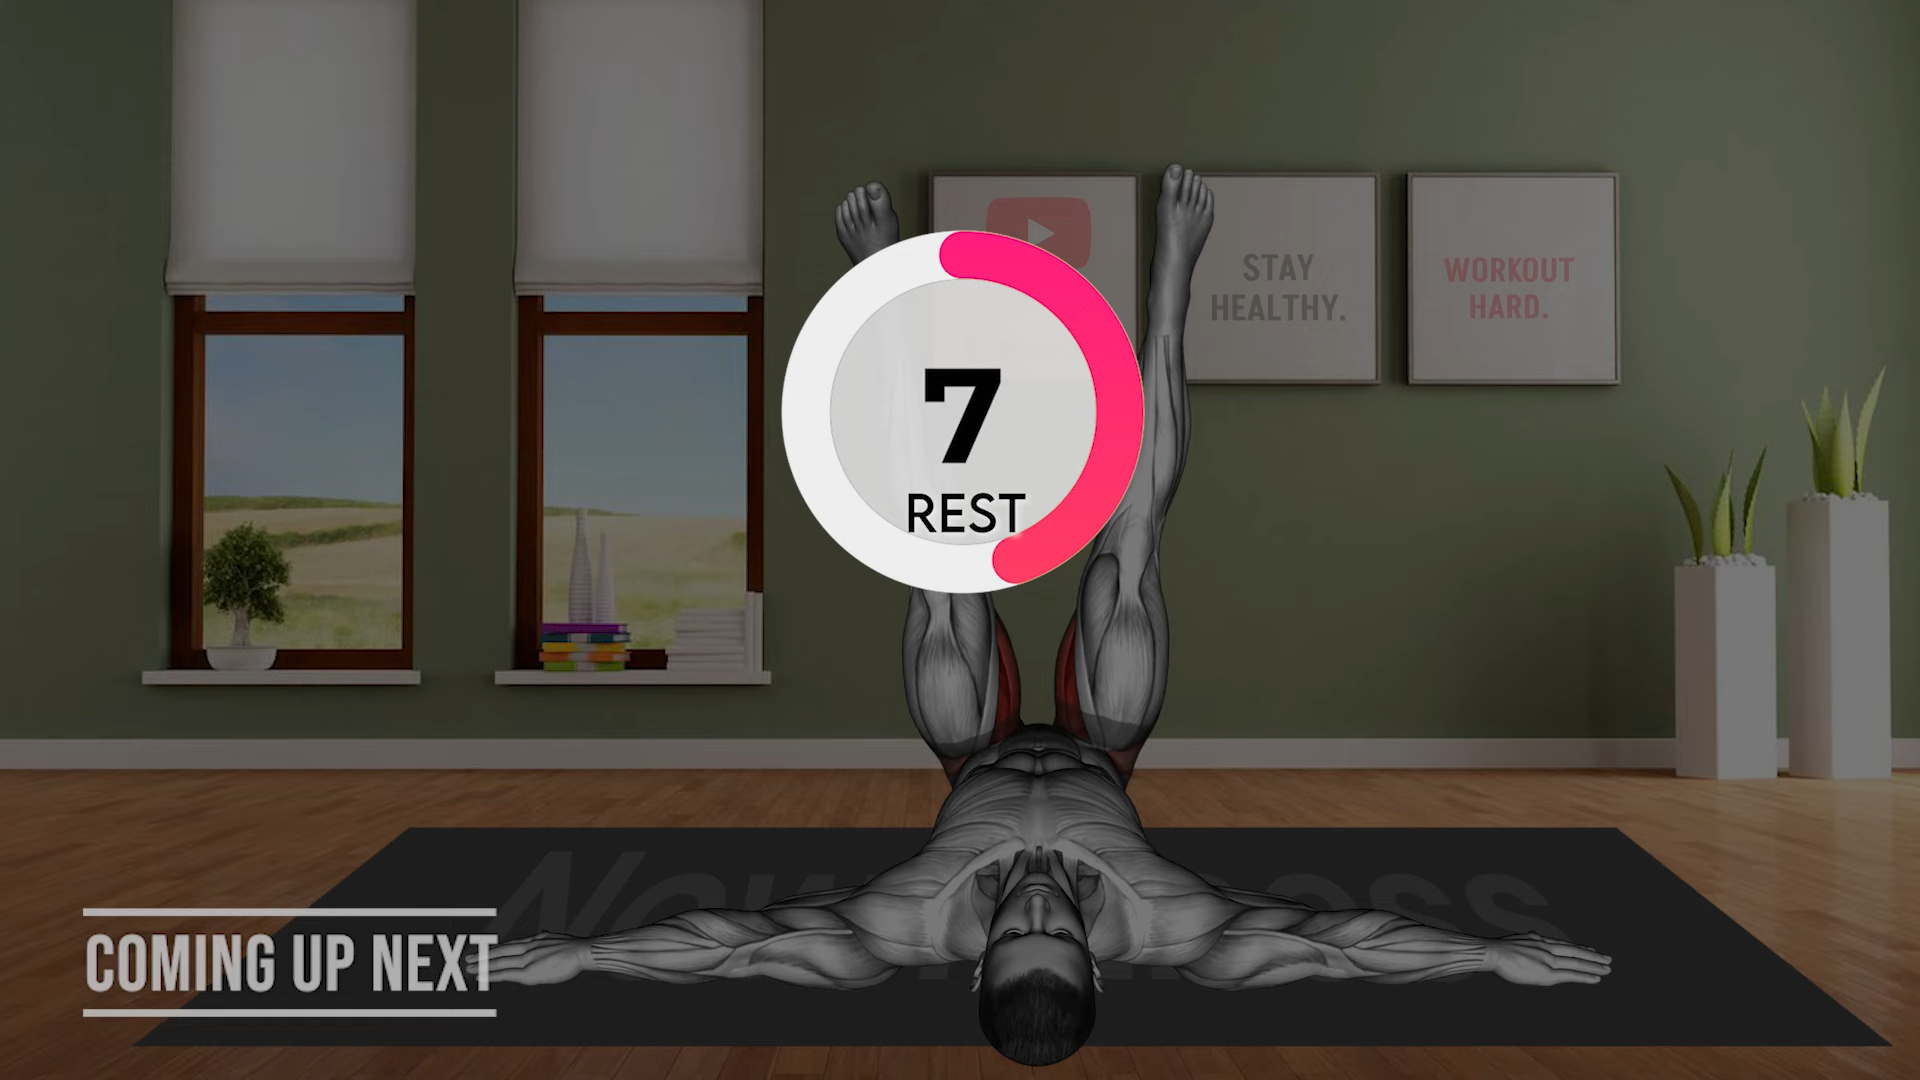 STAY
HEALTHY.
WORKOUT
HARD.
7
REST
COMING UP NEXT